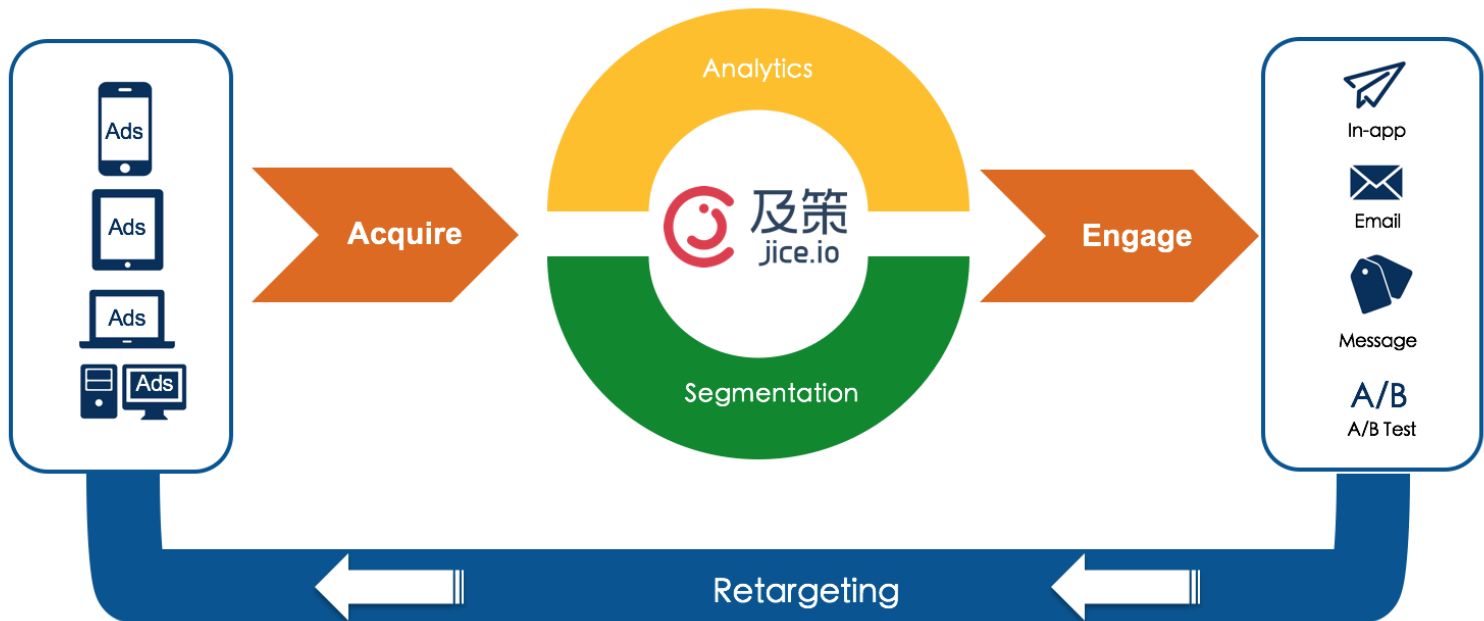 Ads
Ads
Ads
Ads
Acquire
Analytics
及策
Jice.io
Segmentation
Engage
In-app
Email
Message
A/B
A/B Test
Retargeting